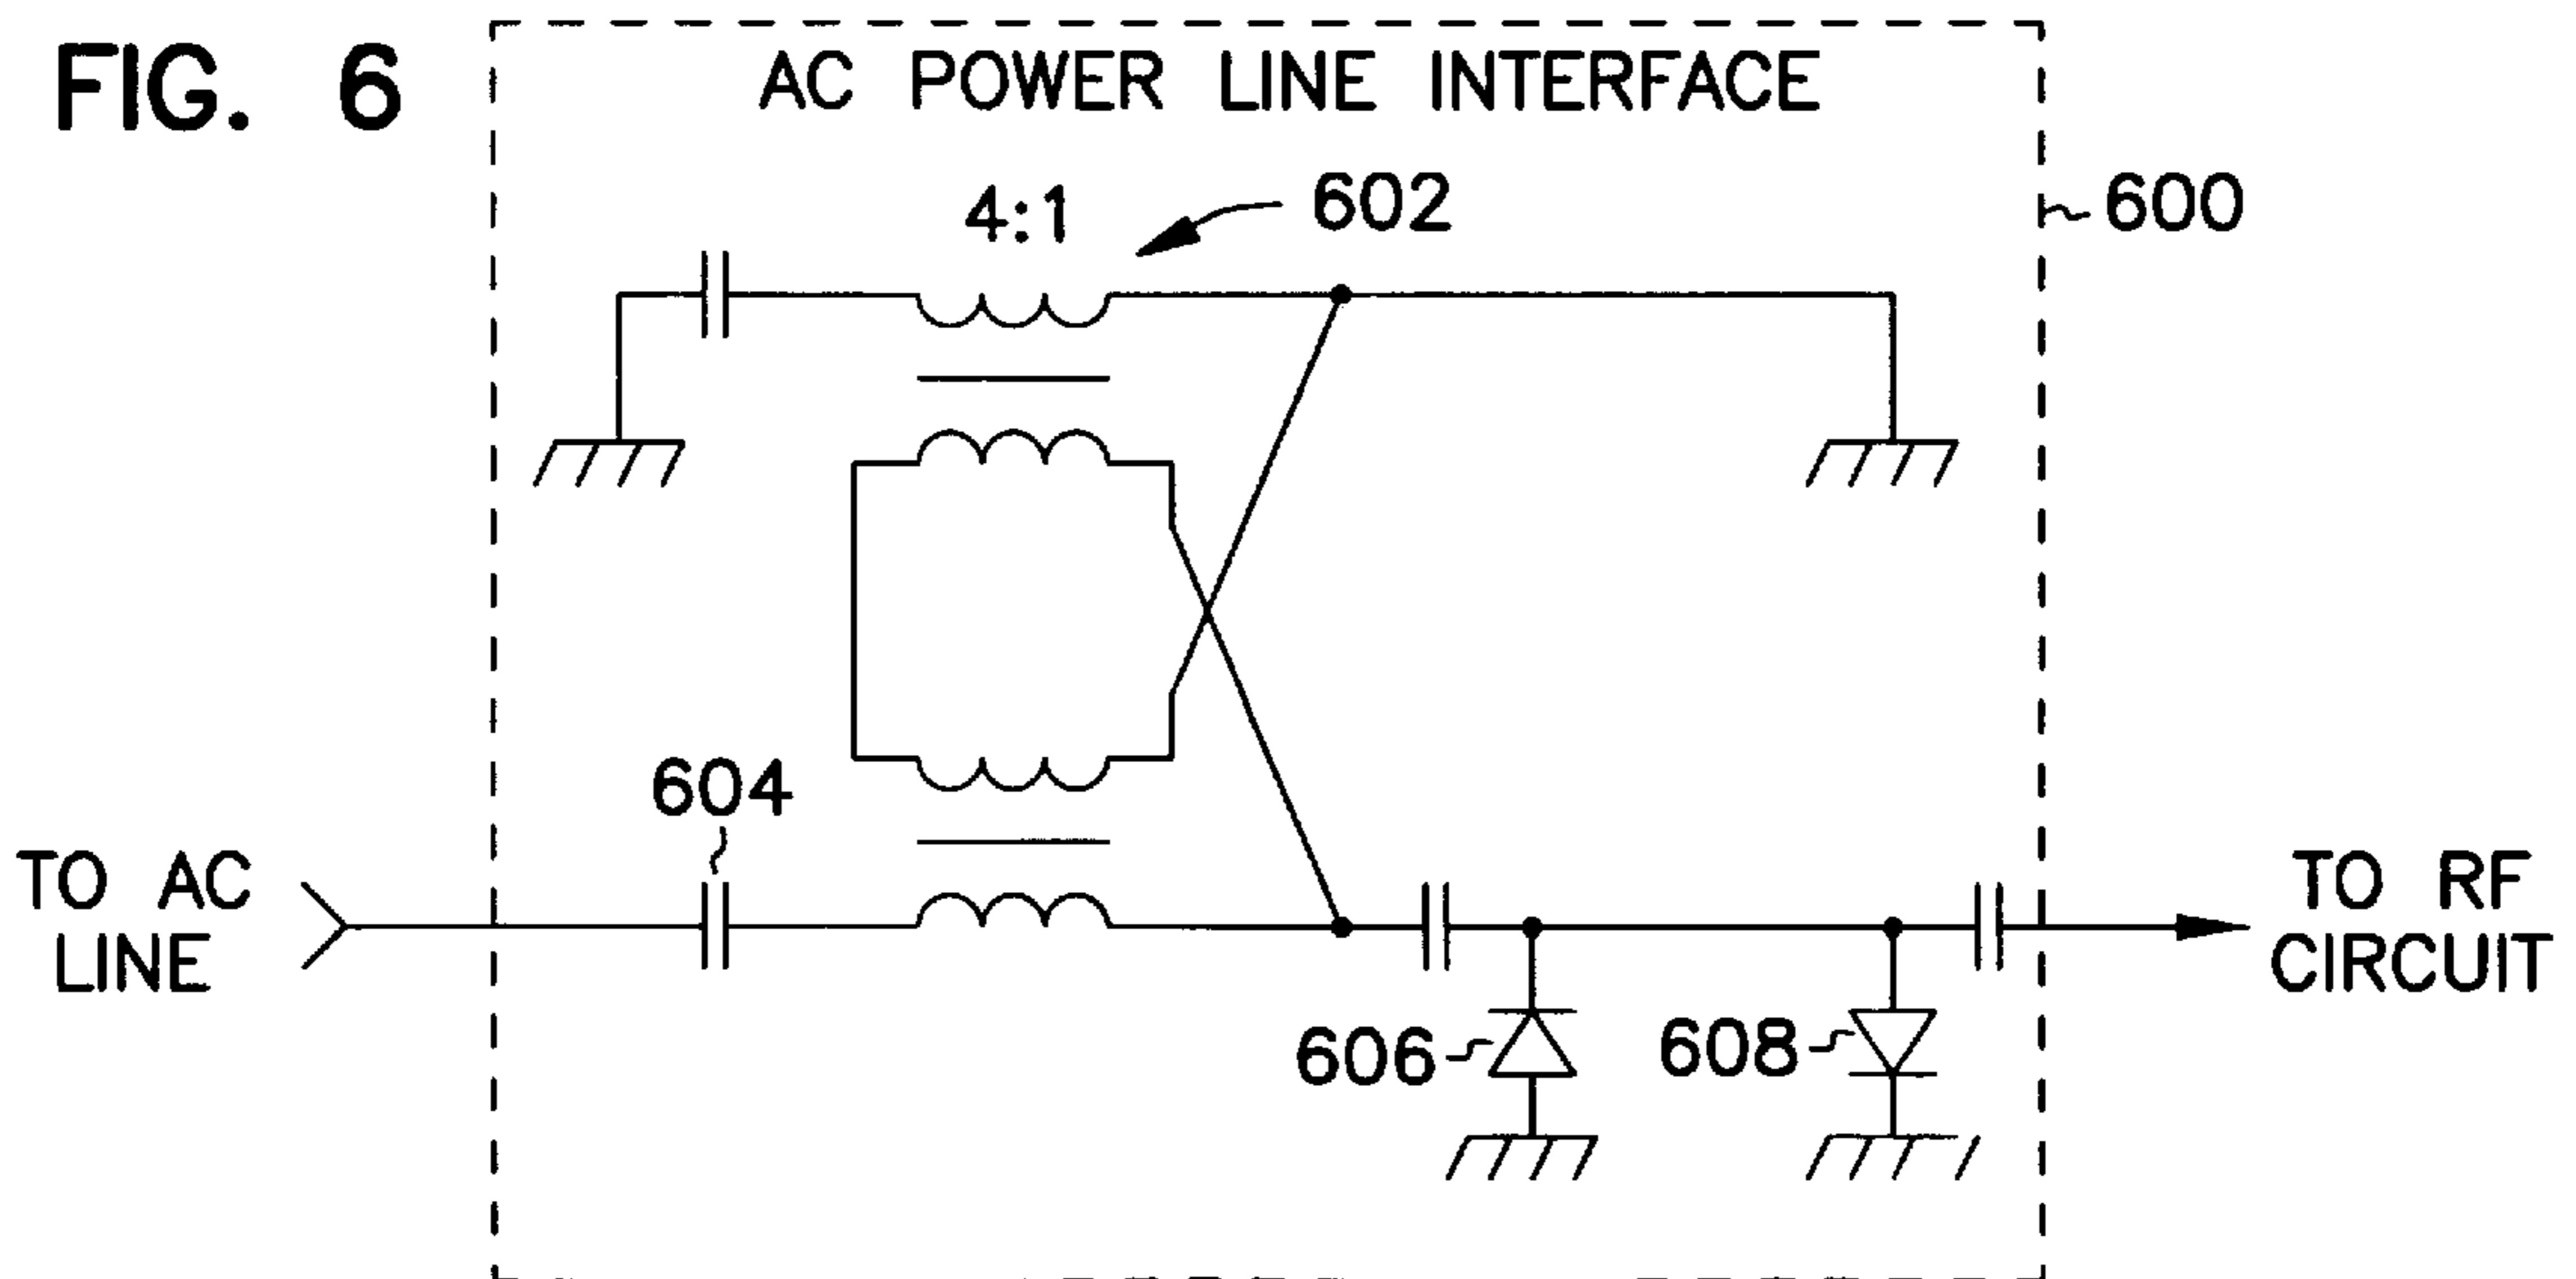 FIG. 6
AC POWER LINE INTERFACE
4:1
602
600
604
TO AC
LINE
606
608
TO RF
CIRCUIT